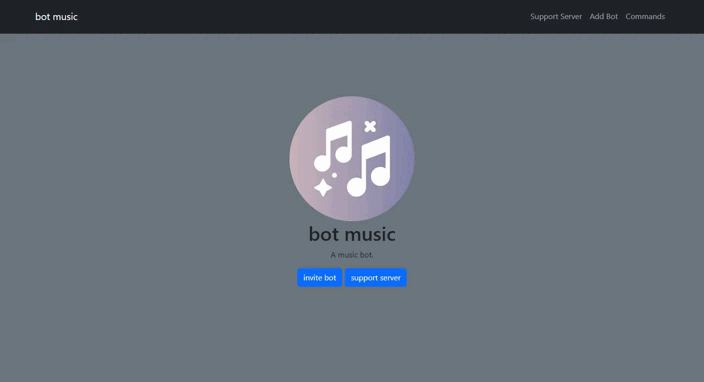 bot music Support Server Add Bot Commands
bot music
A music bot.
invite bot support server